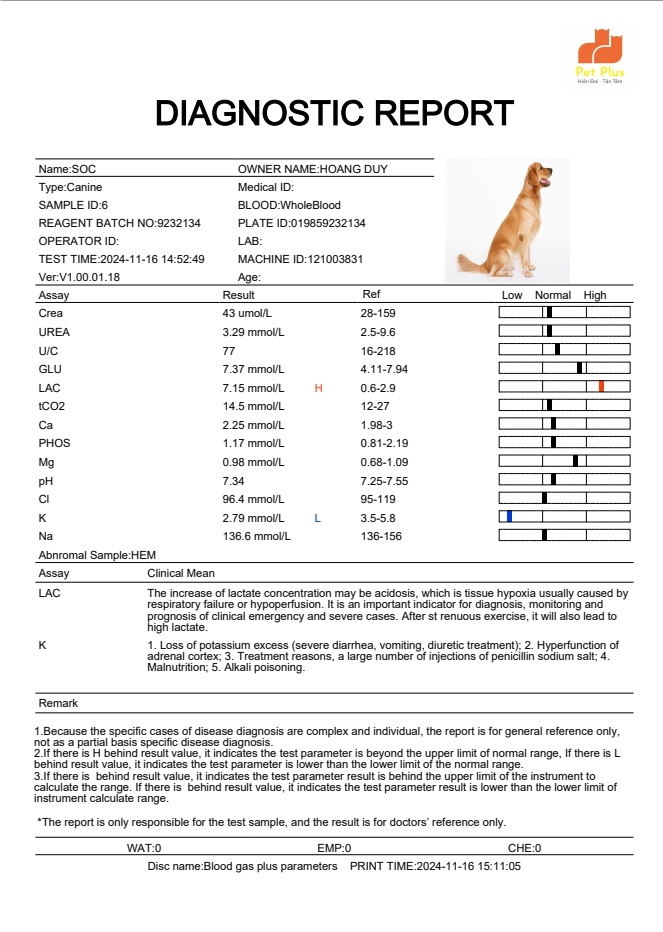 Pet Plus
Hiện Đại - Tận Tâm
DIAGNOSTIC REPORT
Name:SOC OWNER NAME:HOANG DUY
Type:Canine Medical ID:
SAMPLE ID:6 BLOOD:WholeBlood
REAGENT BATCH NO:9232134 PLATE ID:019859232134
OPERATOR ID: LAB:
TEST TIME:2024-11-16 14:52:49 MACHINE ID:121003831
Ver:V1.00.01.18 Age:
Assay Result Ref Low Normal High
Crea 43 umol/L 28-159
UREA 3.29 mmol/L 2.5-9.6
U/C 77 16-218
GLU 7.37 mmol/L 4.11-7.94
LAC 7.15 mmol/L H 0.6-2.9
tCO2 14.5 mmol/L 12-27
Ca 2.25 mmol/L 1.98-3
PHOS 1.17 mmol/L 0.81-2.19
Mg 0.98 mmol/L 0.68-1.09
pH 7.34 7.25-7.55
Cl 96.4 mmol/L 95-119
K 2.79 mmol/L L 3.5-5.8
Na 136.6 mmol/L 136-156
Abnromal Sample:HEM
Assay Clinical Mean
LAC The increase of lactate concentration may be acidosis, which is tissue hypoxia usually caused by
respiratory failure or hypoperfusion. It is an important indicator for diagnosis, monitoring and
prognosis of clinical emergency and severe cases. After st renuous exercise, it will also lead to
high lactate.
K 1. Loss of potassium excess (severe diarrhea, vomiting, diuretic treatment); 2. Hyperfunction of
adrenal cortex; 3. Treatment reasons, a large number of injections of penicillin sodium salt; 4.
Malnutrition; 5. Alkali poisoning.
Remark
1.Because the specific cases of disease diagnosis are complex and individual, the report is for general reference only,
not as a partial basis specific disease diagnosis.
2.If there is H behind result value, it indicates the test parameter is beyond the upper limit of normal range, If there is L
behind result value, it indicates the test parameter is lower than the lower limit of the normal range.
3.If there is behind result value, it indicates the test parameter result is behind the upper limit of the instrument to
calculate the range. If there is behind result value, it indicates the test parameter result is lower than the lower limit of
instrument calculate range.
*The report is only responsible for the test sample, and the result is for doctors' reference only.
WAT:0 EMP:0 CHE:0
Disc name:Blood gas plus parameters PRINT TIME:2024-11-16 15:11:05